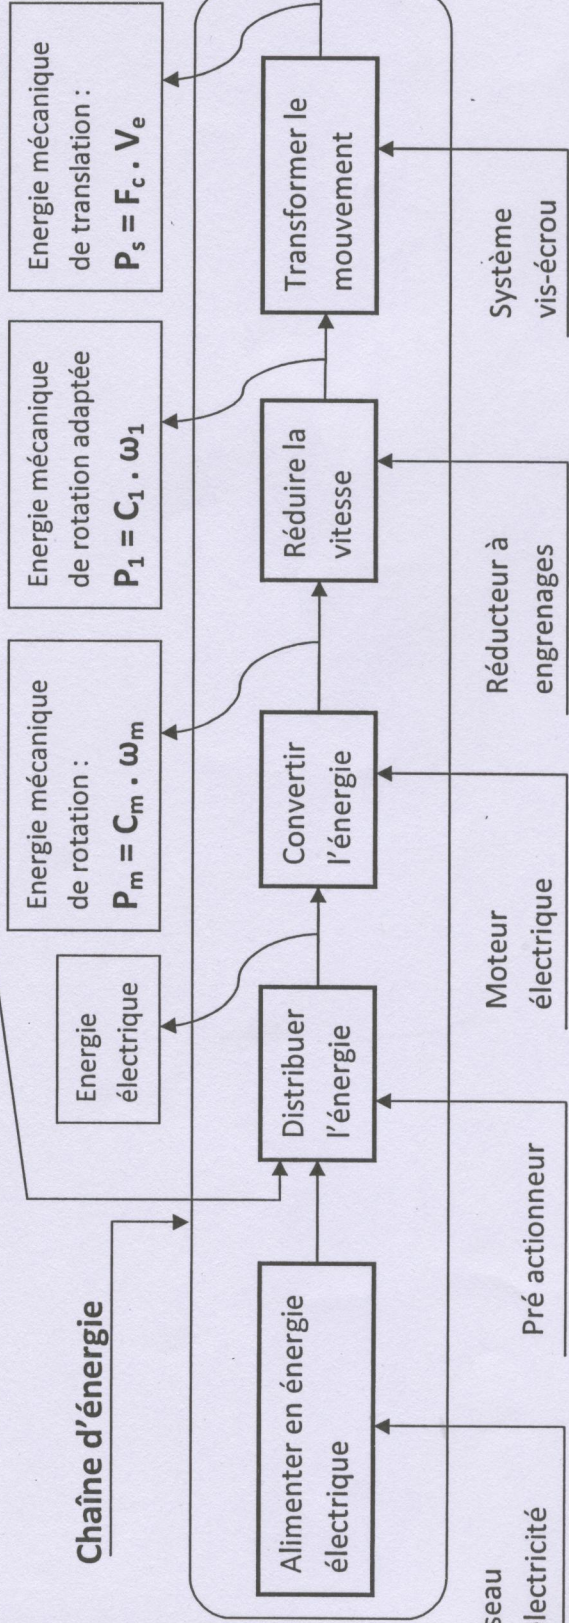 Chaîne d'énergie
Energie
électrique
Energie mécanique
de rotation :
Pm = Cm . ωm
Energie mécanique
de rotation adaptée
P1 = C1 . ω1
Energie mécanique
de translation :
Ps = Fc . Ve
Alimenter en énergie
électrique
Distribuer
l'énergie
Convertir
l'énergie
Réduire la
vitesse
Transformer le
mouvement
Pré actionneur
Moteur
électrique
Réducteur à
engrenages
Système
vis-écrou